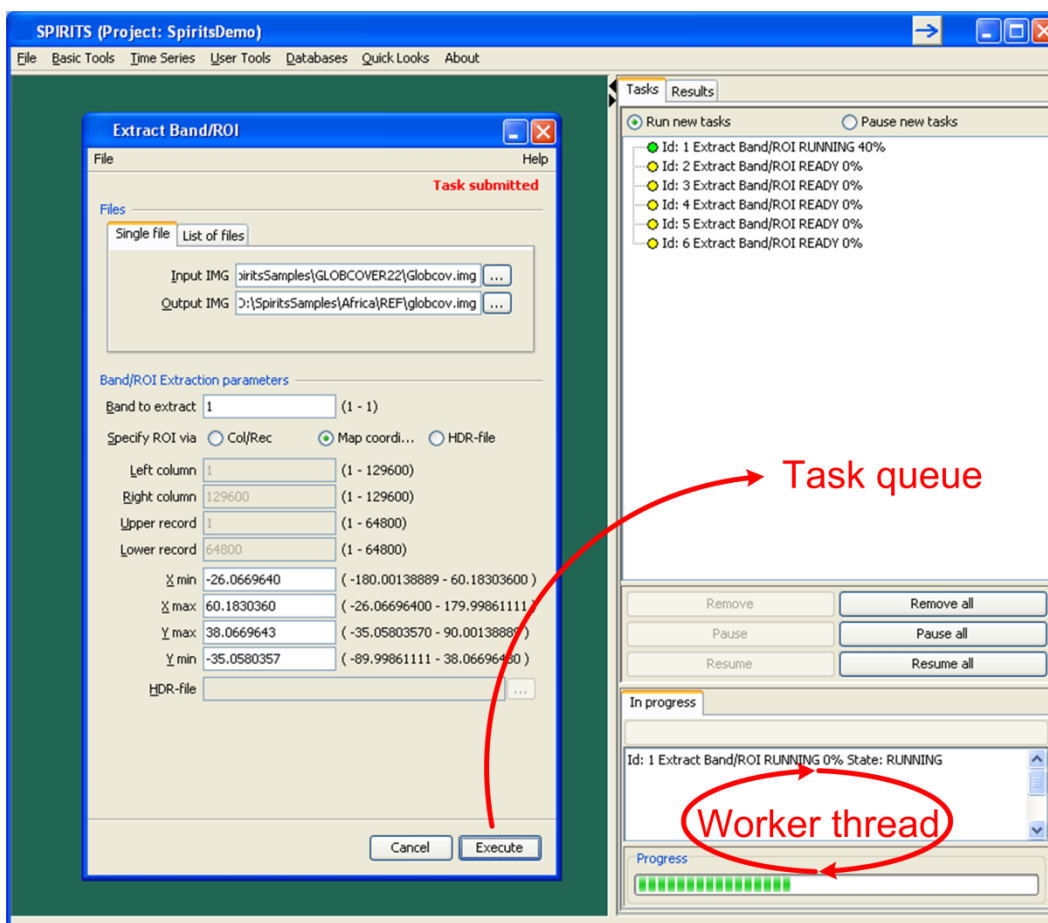 SPIRITS (Project: SpiritsDemo)
File Basic Tools Time Series User Tools Databases Quick Looks About
Extract Band/ROI
File Help
Task submitted
Files
Single file List of files
Input IMG piritsSamples\GLOBCOVER22\Globcov.img ...
Output IMG D:\SpiritsSamples\Africa\REF\globcov.img ...
Band/ROI Extraction parameters
Band to extract 1 (1 - 1)
Specify ROI via Col/Rec Map coordi... HDR-file
Left column 1 (1 - 129600)
Right column 129600 (1 - 129600)
Upper record 1 (1 - 64800)
Lower record 64800 (1 - 64800)
X min -26.0669640 ( -180.00138889 - 60.18303600 )
X max 60.1830360 ( -26.06696400 - 179.99861111 )
Y max 38.0669643 ( -35.05803570 - 90.00138889 )
Y min -35.0580357 ( -89.99861111 - 38.06696430 )
HDR-file ...
Cancel Execute
Tasks Results
Run new tasks Pause new tasks
Id: 1 Extract Band/ROI RUNNING 40%
Id: 2 Extract Band/ROI READY 0%
Id: 3 Extract Band/ROI READY 0%
Id: 4 Extract Band/ROI READY 0%
Id: 5 Extract Band/ROI READY 0%
Id: 6 Extract Band/ROI READY 0%
Task queue
Remove Remove all
Pause Pause all
Resume Resume all
In progress
Id: 1 Extract Band/ROI RUNNING 0% State: RUNNING
Worker thread
Progress